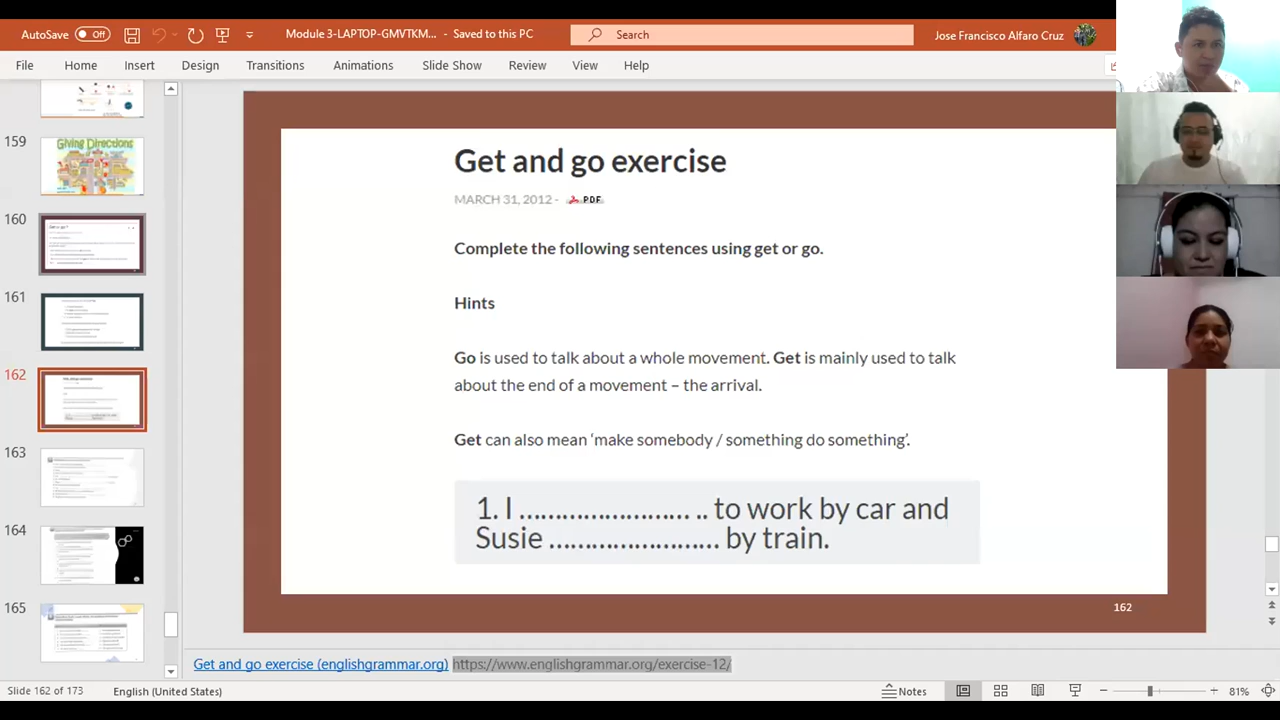 AutoSave Off Module 3-LAPTOP-GMVTKM... - Saved to this PC Search Jose Francisco Alfaro Cruz
File Home Insert Design Transitions Animations Slide Show Review View Help
159
Giving Directions
160
161
162
163
164
165
Get and go exercise
MARCH 31, 2012 - PDF
Complete the following sentences using get or go.
Hints
Go is used to talk about a whole movement. Get is mainly used to talk
about the end of a movement – the arrival.
Get can also mean ‘make somebody / something do something’.
1. I …………………… .. to work by car and
Susie …………………… by train.
162
Get and go exercise (englishgrammar.org) https://www.englishgrammar.org/exercise-12/
Slide 162 of 173 English (United States) Notes 81%